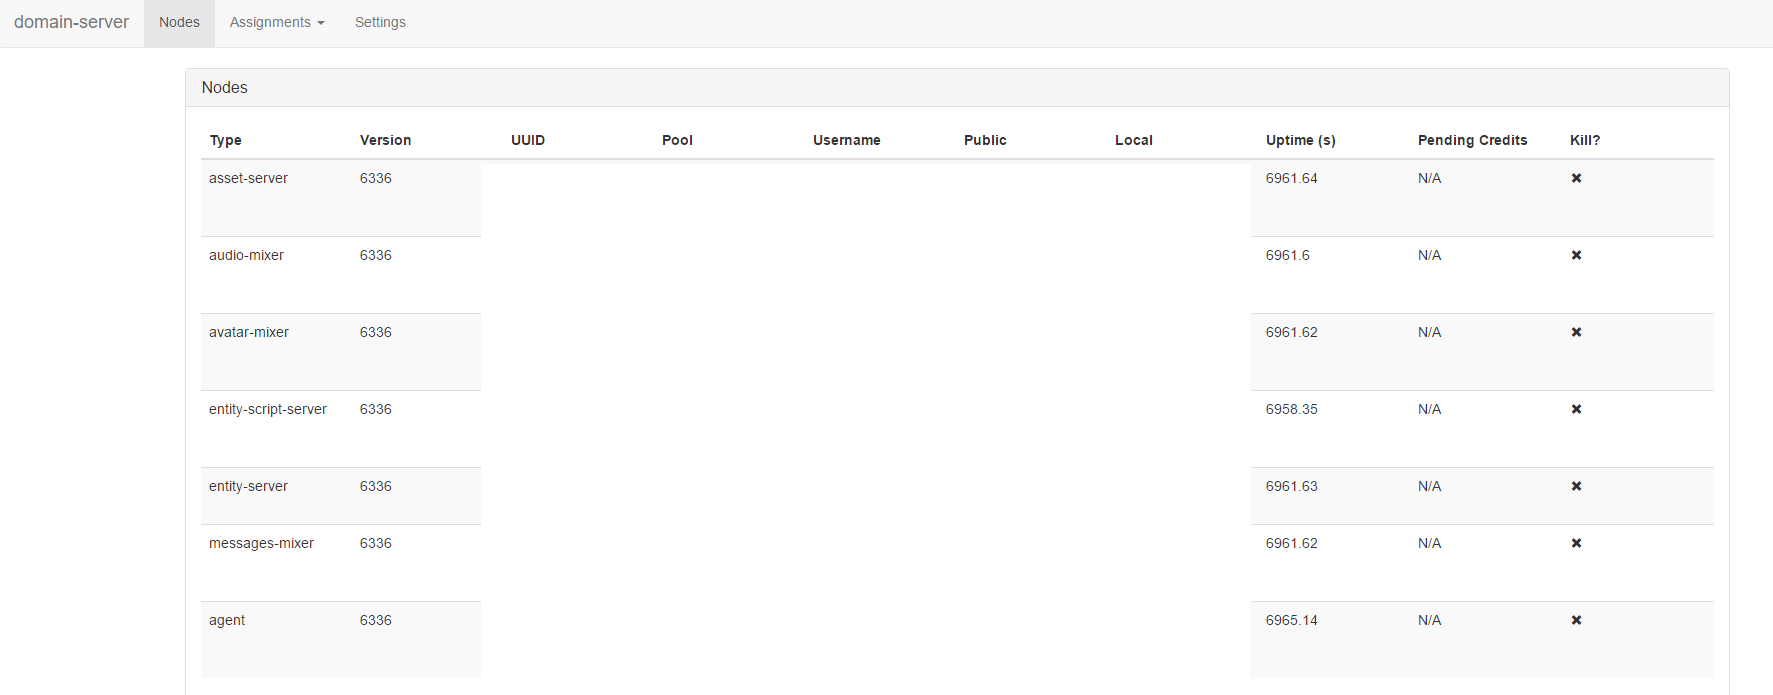 domain-server Nodes Assignments Settings
Nodes
Type Version UUID Pool Username Public Local Uptime (s) Pending Credits Kill?
asset-server 6336 6961.64 N/A ✖
audio-mixer 6336 6961.6 N/A ✖
avatar-mixer 6336 6961.62 N/A ✖
entity-script-server 6336 6958.35 N/A ✖
entity-server 6336 6961.63 N/A ✖
messages-mixer 6336 6961.62 N/A ✖
agent 6336 6965.14 N/A ✖